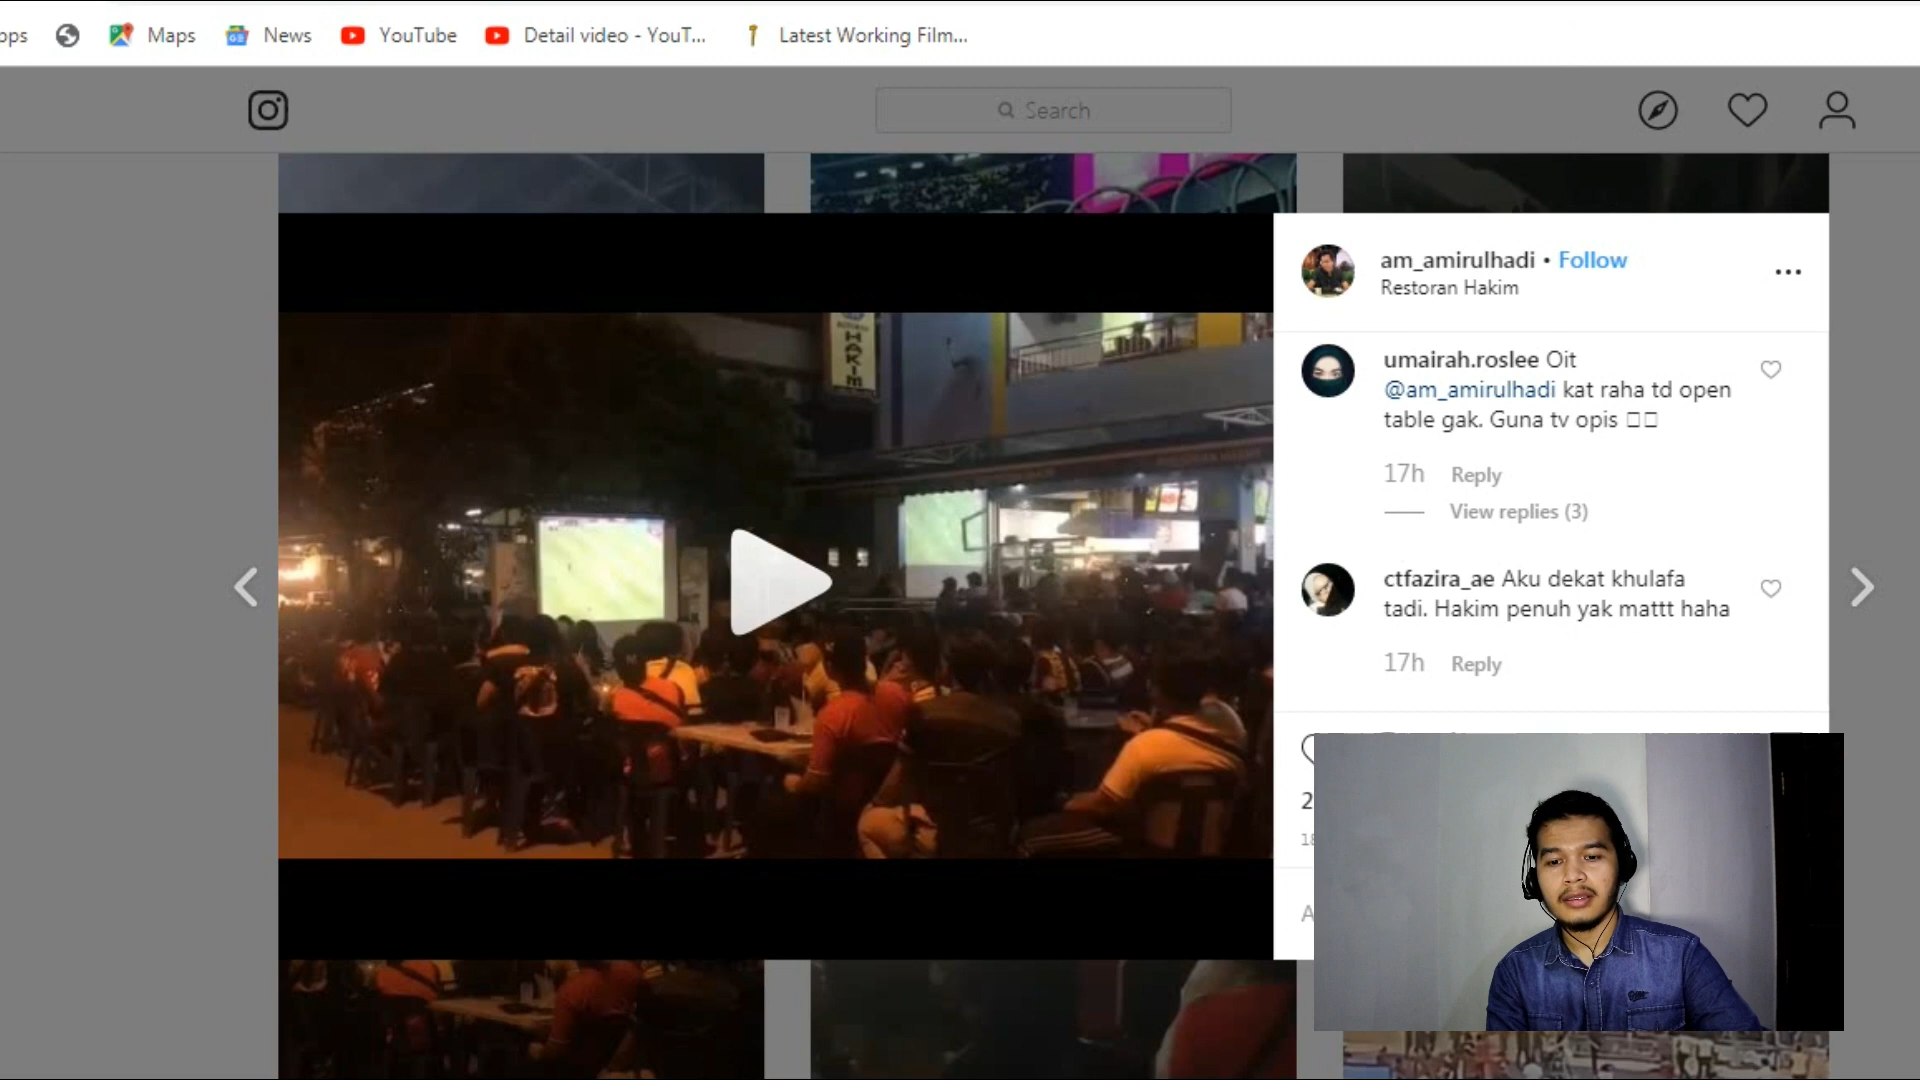 Maps
News
YouTube
Detail video - YouT...
Latest Working Film...
Search
am_amirulhadi • Follow
Restoran Hakim
umairah.roslee Oit
@am_amirulhadi kat raha td open
table gak. Guna tv opis
17h Reply
View replies (3)
ctfazira_ae Aku dekat khulafa
tadi. Hakim penuh yak mattt haha
17h Reply
HAKIM